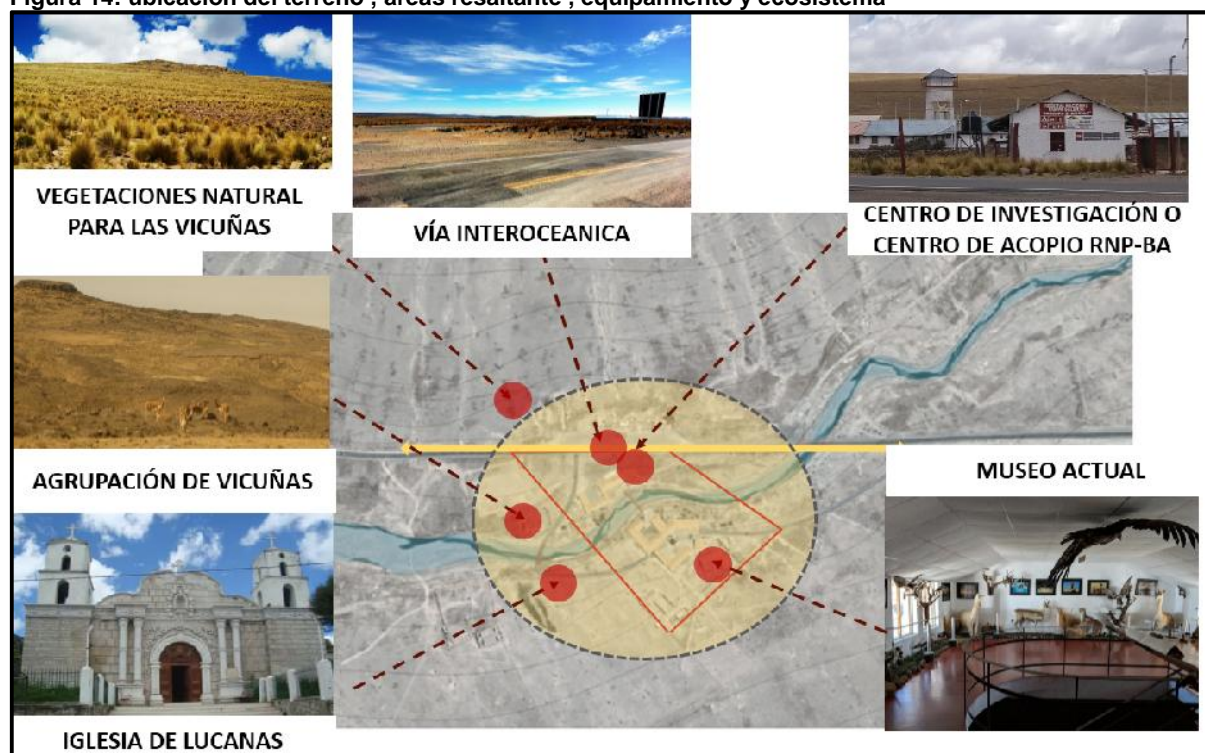 Figura 14: ubicación del terreno , áreas resaltante , equipamiento y ecosistema
VEGETACIONES NATURAL
PARA LAS VICUÑAS
VÍA INTEROCEANICA
CENTRO DE INVESTIGACIÓN O
CENTRO DE ACOPIO RNP-BA
AGRUPACIÓN DE VICUÑAS
MUSEO ACTUAL
IGLESIA DE LUCANAS